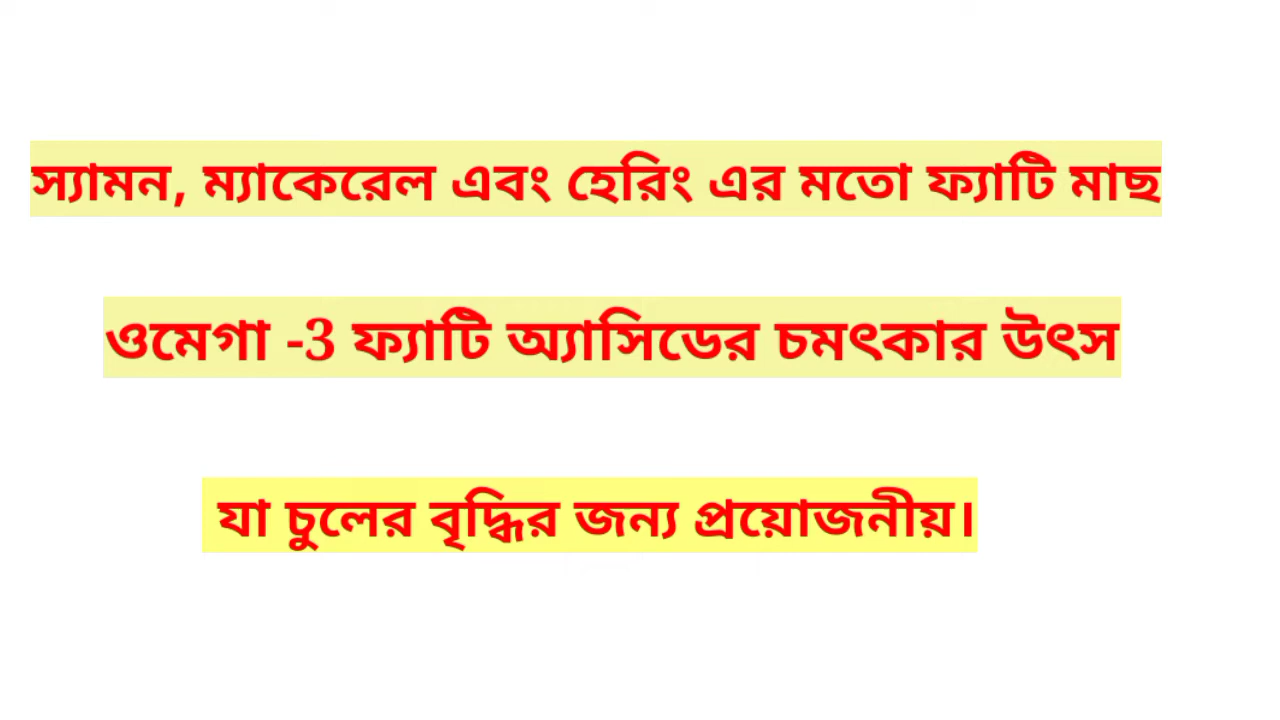 স্যামন, ম্যাকেরেল এবং হেরিং এর মতো ফ্যাটি মাছ
ওমেগা -3 ফ্যাটি অ্যাসিডের চমৎকার উৎস
যা চুলের বৃদ্ধির জন্য প্রয়োজনীয়।